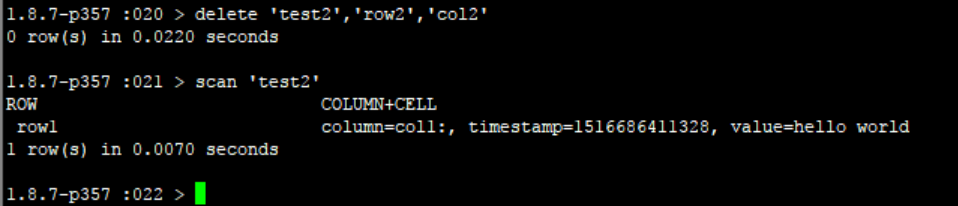 1.8.7-p357 :020 > delete 'test2','row2','col2'
0 row(s) in 0.0220 seconds
1.8.7-p357 :021 > scan 'test2'
ROW COLUMN+CELL
row1 column=col1:, timestamp=1516686411328, value=hello world
1 row(s) in 0.0070 seconds
1.8.7-p357 :022 >